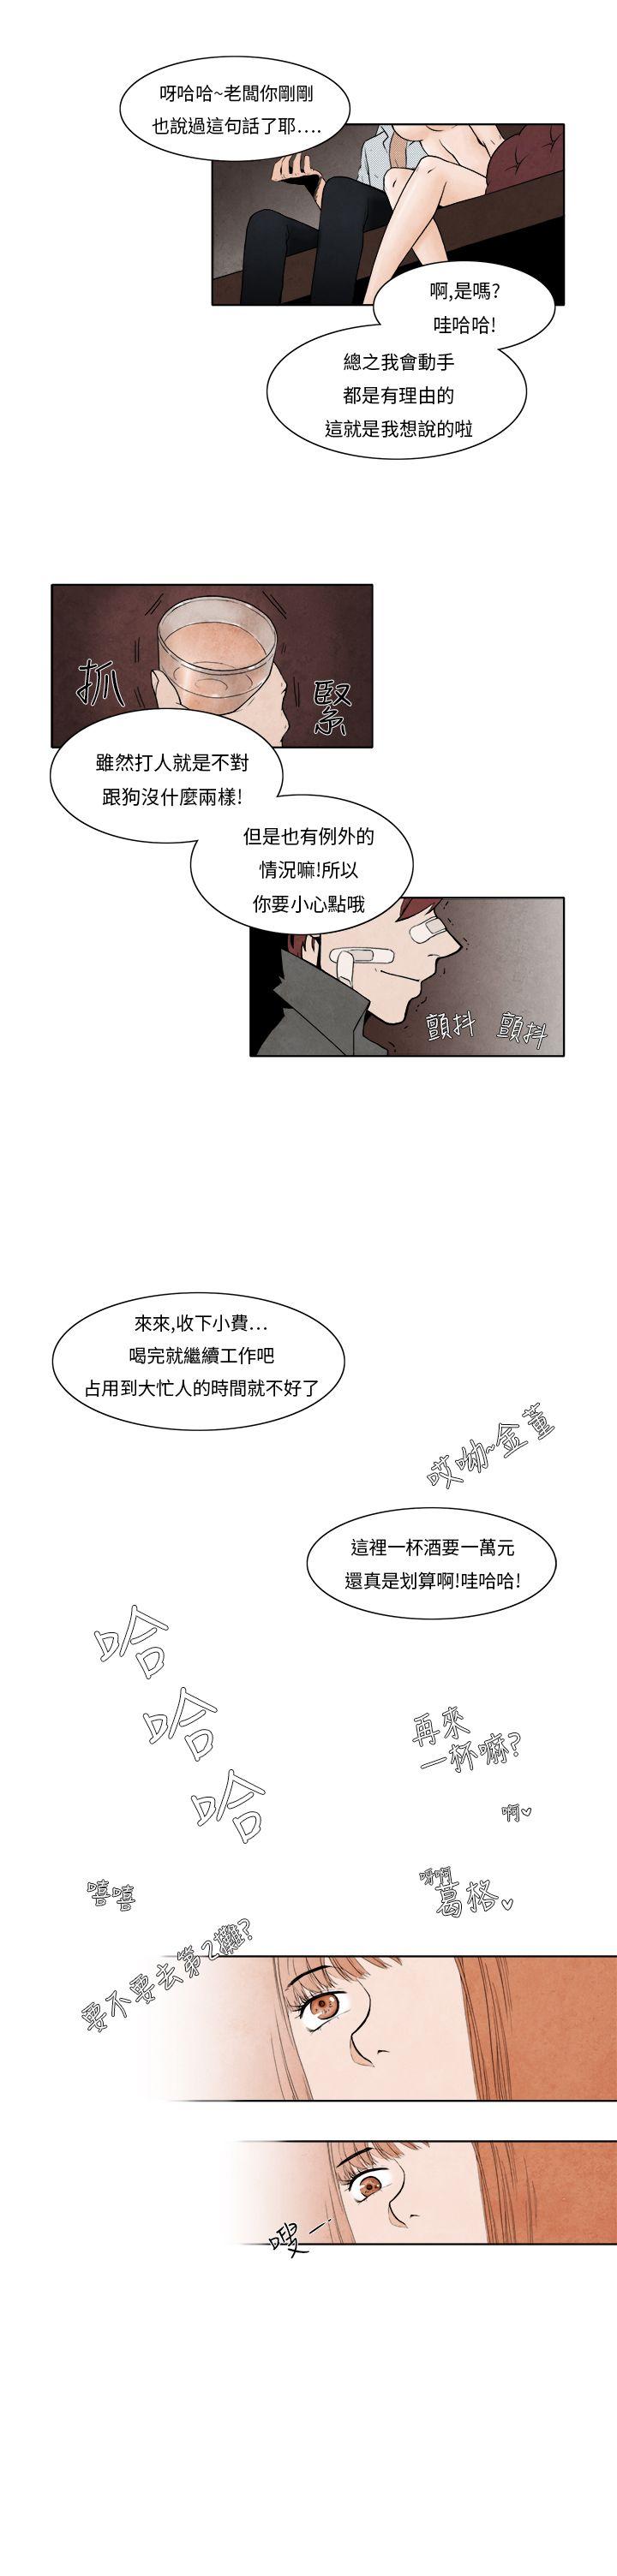 呀哈哈~老闆你剛剛
也說過這句話了耶....
啊,是嗎?
哇哈哈!
總之我會動手
都是有理由的
這就是我想說的啦
抓
緊
雖然打人就是不對
跟狗沒什麼兩樣!
但是也有例外的
情況嘛!所以
你要小心點哦
顫抖
顫抖
來來,收下小費...
喝完就繼續工作吧
占用到大忙人的時間就不好了
哎呦~金董
這裡一杯酒要一萬元
還真是划算啊!哇哈哈!
哈
哈
哈
再來
一杯嘛?
啊♥
嘻嘻
呀啊
葛格♥
要不要去第2攤?
嗖一